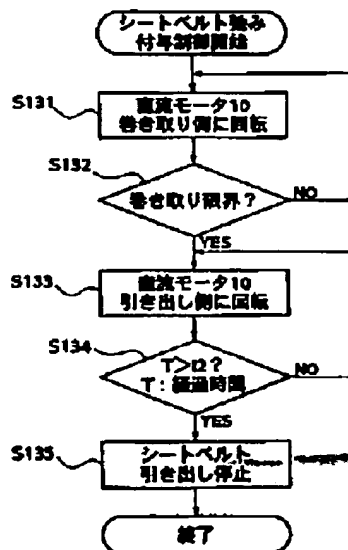 シートベルト弛み
付与制御開始
S131
直流モータ10
巻き取り側に回転
S132
巻き取り限界?
NO
YES
S133
直流モータ10
引き出し側に回転
S134
T>t2?
T:経過時間
NO
YES
S135
シートベルト
引き出し停止
終了